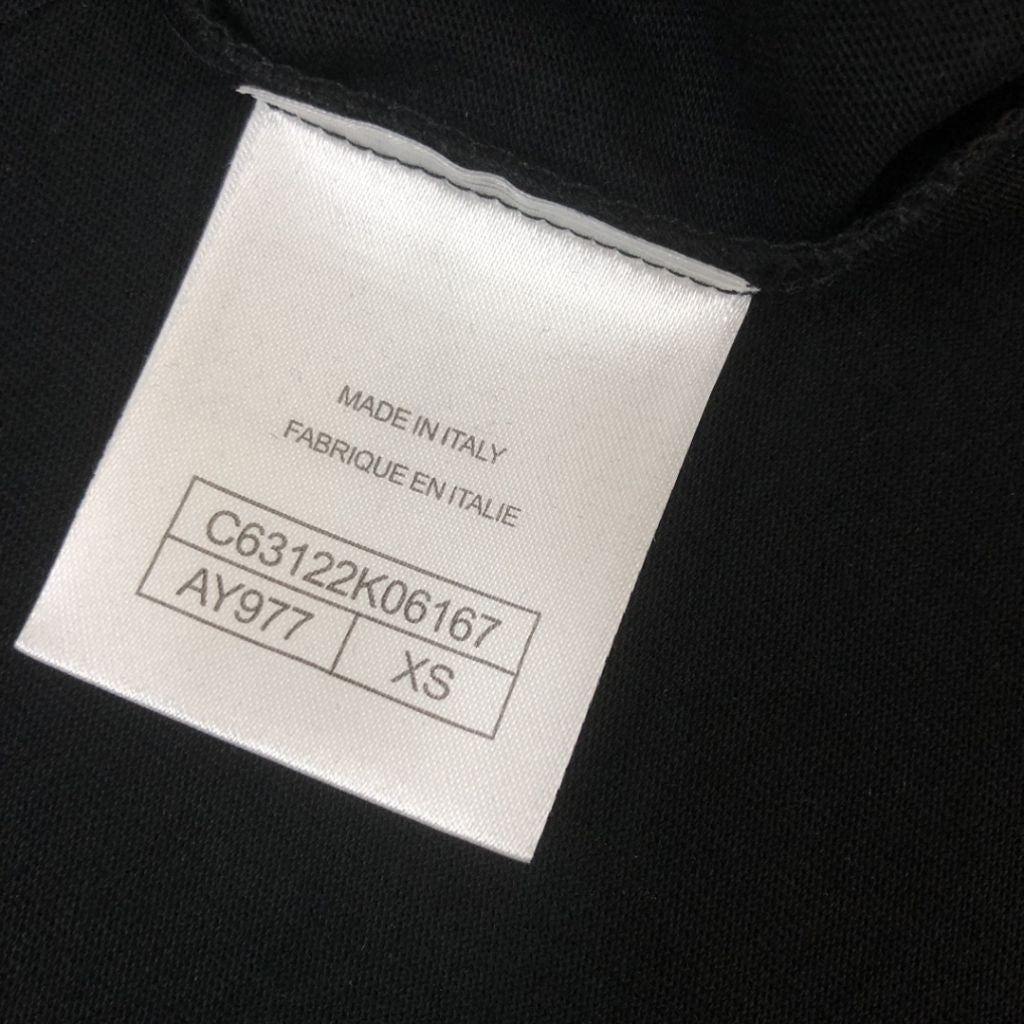 MADE IN ITALY
FABRIQUE EN ITALIE
C63122K06167
AY977 XS